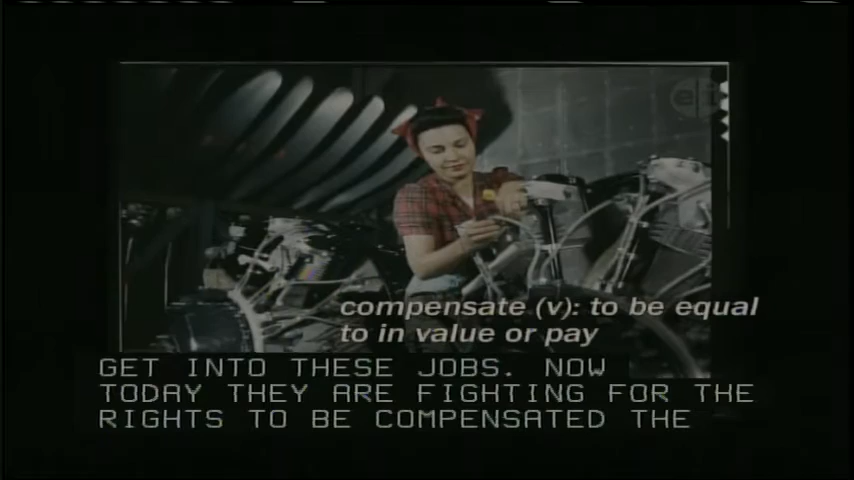 ei
compensate (v): to be equal
to in value or pay
GET INTO THESE JOBS. NOW
TODAY THEY ARE FIGHTING FOR THE
RIGHTS TO BE COMPENSATED THE